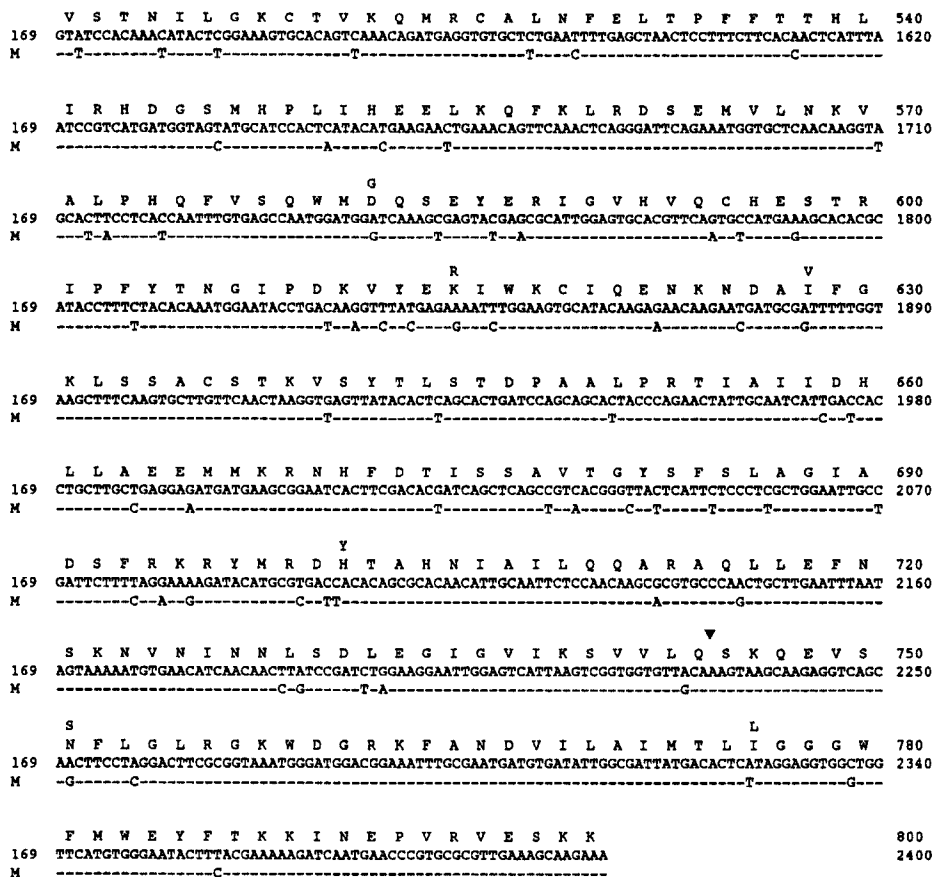 V S T N I L G K C T V K Q M R C A L N F E L T P F F T T H L 540
169 GTATCCACAAACATACTCGGAAAGTGCACAGTCAAACAGATGAGGTGTGCTCTGAATTTTGAGCTAACTCCTTTCTTCACAACTCATTTA 1620
M --T--------T-----T--------------T------------------T----C-----------------------C---------
I R H D G S M H P L I H E E L K Q F K L R D S E M V L N K V 570
169 ATCCGTCATGATGGTAGTATGCATCCACTCATACATGAAGAACTGAAACAGTTCAAACTCAGGGATTCAGAAATGGTGCTCAACAAGGTA 1710
M -----------------C-----------A-----C------T----------------------------------------------T
G
A L P H Q F V S Q W M D Q S E Y E R I G V H V Q C H E S T R 600
169 GCACTTCCTCACCAATTTGTGAGCCAATGGATGGATCAAAGCGAGTACGAGCGCATTGGAGTGCACGTTCAGTGCCATGAAAGCACACGC 1800
M ---T-A-----T----------------------G------T-----T--A--------------------A--T-----G---------
R V
I P F Y T N G I P D K V Y E K I W K C I Q E N K N D A I F G 630
169 ATACCTTTCTACACAAATGGAATACCTGACAAGGTTTATGAGAAAATTTGGAAGTGCATACAAGAGAACAAGAATGATGCGATTTTTGGT 1890
M --------T--------------------T--A--C--C----G---C-----------------A--------C------G--------
K L S S A C S T K V S Y T L S T D P A A L P R T I A I I D H 660
169 AAGCTTTCAAGTGCTTGTTCAACTAAGGTGAGTTATACACTCAGCACTGATCCAGCAGCACTACCCAGAACTATTGCAATCATTGACCAC 1980
M -----------------------------T-----------T------------------T----------------------C--T---
L L A E E M M K R N H F D T I S S A V T G Y S F S L A G I A 690
169 CTGCTTGCTGAGGAGATGATGAAGCGGAATCACTTCGACACGATCAGCTCAGCCGTCACGGGTTACTCATTCTCCCTCGCTGGAATTGCC 2070
M --------C-----A--------------------------T-----------T--A-----C--T-----T-----T-----------T
Y
D S F R K R Y M R D H T A H N I A I L Q Q A R A Q L L E F N 720
169 GATTCTTTTAGGAAAAGATACATGCGTGACCACACAGCGCACAACATTGCAATTCTCCAACAAGCGCGTGCCCAACTGCTTGAATTTAAT 2160
M --------C--A--G-----------C--TT----------------------------------A--------G---------------
▼
S K N V N I N N L S D L E G I G V I K S V V L Q S K Q E V S 750
169 AGTAAAAATGTGAACATCAACAACTTATCCGATCTGGAAGGAATTGGAGTCATTAAGTCGGTGGTGTTACAAAGTAAGCAAGAGGTCAGC 2250
M ------------------------C-G------T-A--------------------------------G---------------------
S L
N F L G L R G K W D G R K F A N D V I L A I M T L I G G G W 780
169 AACTTCCTAGGACTTCGCGGTAAATGGGATGGACGGAAATTTGCGAATGATGTGATATTGGCGATTATGACACTCATAGGAGGTGGCTGG 2340
M -G------C------------------------------------------------------------------T----------G---
F M W E Y F T K K I N E P V R V E S K K 800
169 TTCATGTGGGAATACTTTACGAAAAAGATCAATGAACCCGTGCGCGTTGAAAGCAAGAAA 2400
M -----------------C------------------------------------------